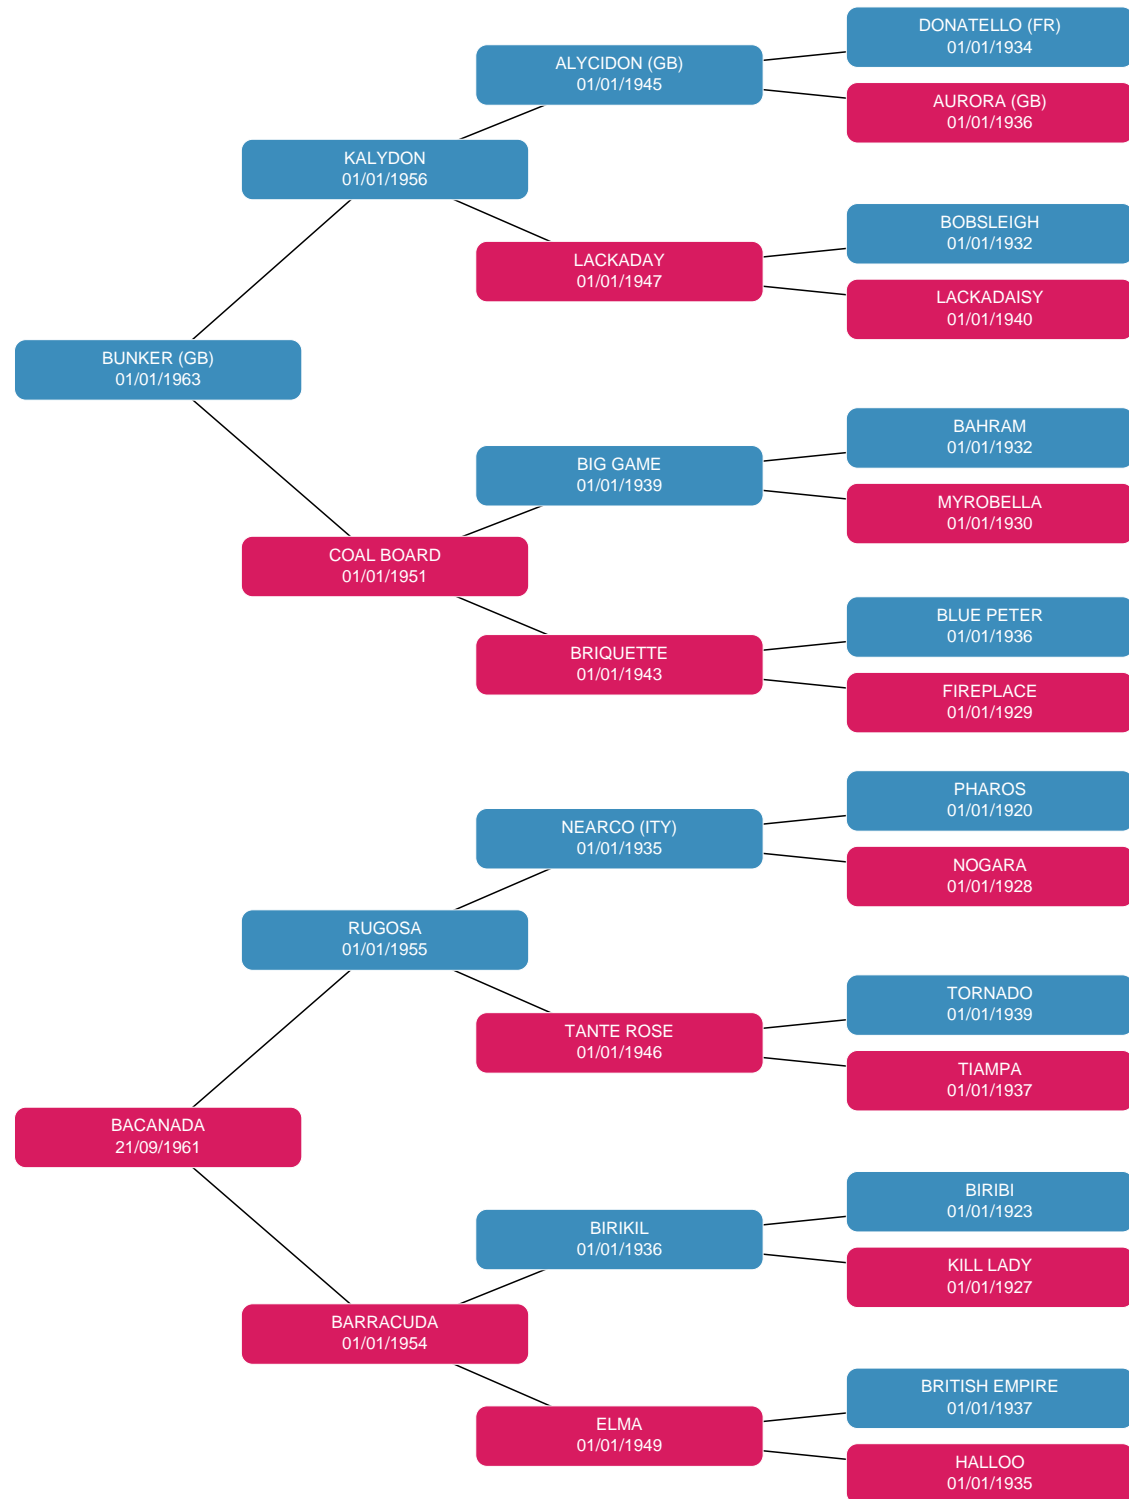 DONATELLO (FR)
01/01/1934
ALYCIDON (GB)
01/01/1945
AURORA (GB)
01/01/1936
KALYDON
01/01/1956
BOBSLEIGH
01/01/1932
LACKADAY
01/01/1947
LACKADAISY
01/01/1940
BUNKER (GB)
01/01/1963
BAHRAM
01/01/1932
BIG GAME
01/01/1939
MYROBELLA
01/01/1930
COAL BOARD
01/01/1951
BLUE PETER
01/01/1936
BRIQUETTE
01/01/1943
FIREPLACE
01/01/1929
PHAROS
01/01/1920
NEARCO (ITY)
01/01/1935
NOGARA
01/01/1928
RUGOSA
01/01/1955
TORNADO
01/01/1939
TANTE ROSE
01/01/1946
TIAMPA
01/01/1937
BACANADA
21/09/1961
BIRIBI
01/01/1923
BIRIKIL
01/01/1936
KILL LADY
01/01/1927
BARRACUDA
01/01/1954
BRITISH EMPIRE
01/01/1937
ELMA
01/01/1949
HALLOO
01/01/1935